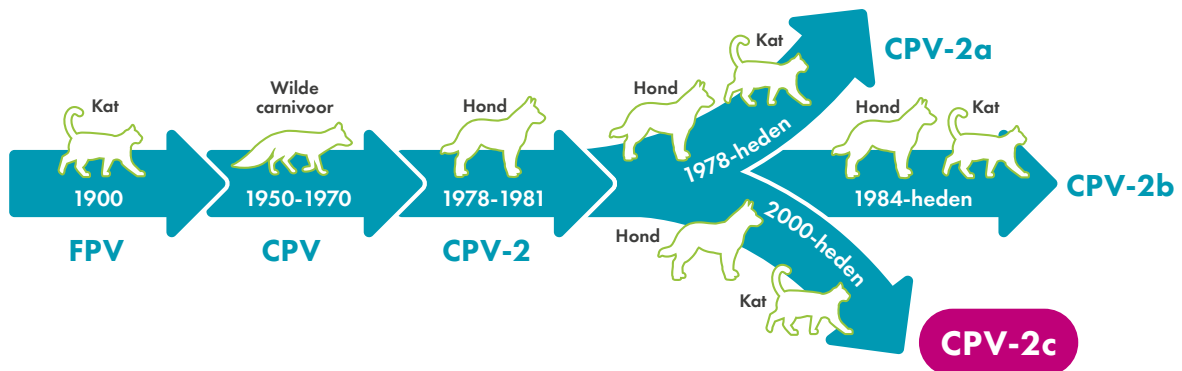 Kat
1900
FPV
Wilde
carnivoor
1950-1970
CPV
Hond
1978-1981
CPV-2
Hond
Kat
1978-heden
CPV-2a
Hond
Kat
1984-heden
CPV-2b
Hond
Kat
2000-heden
CPV-2c